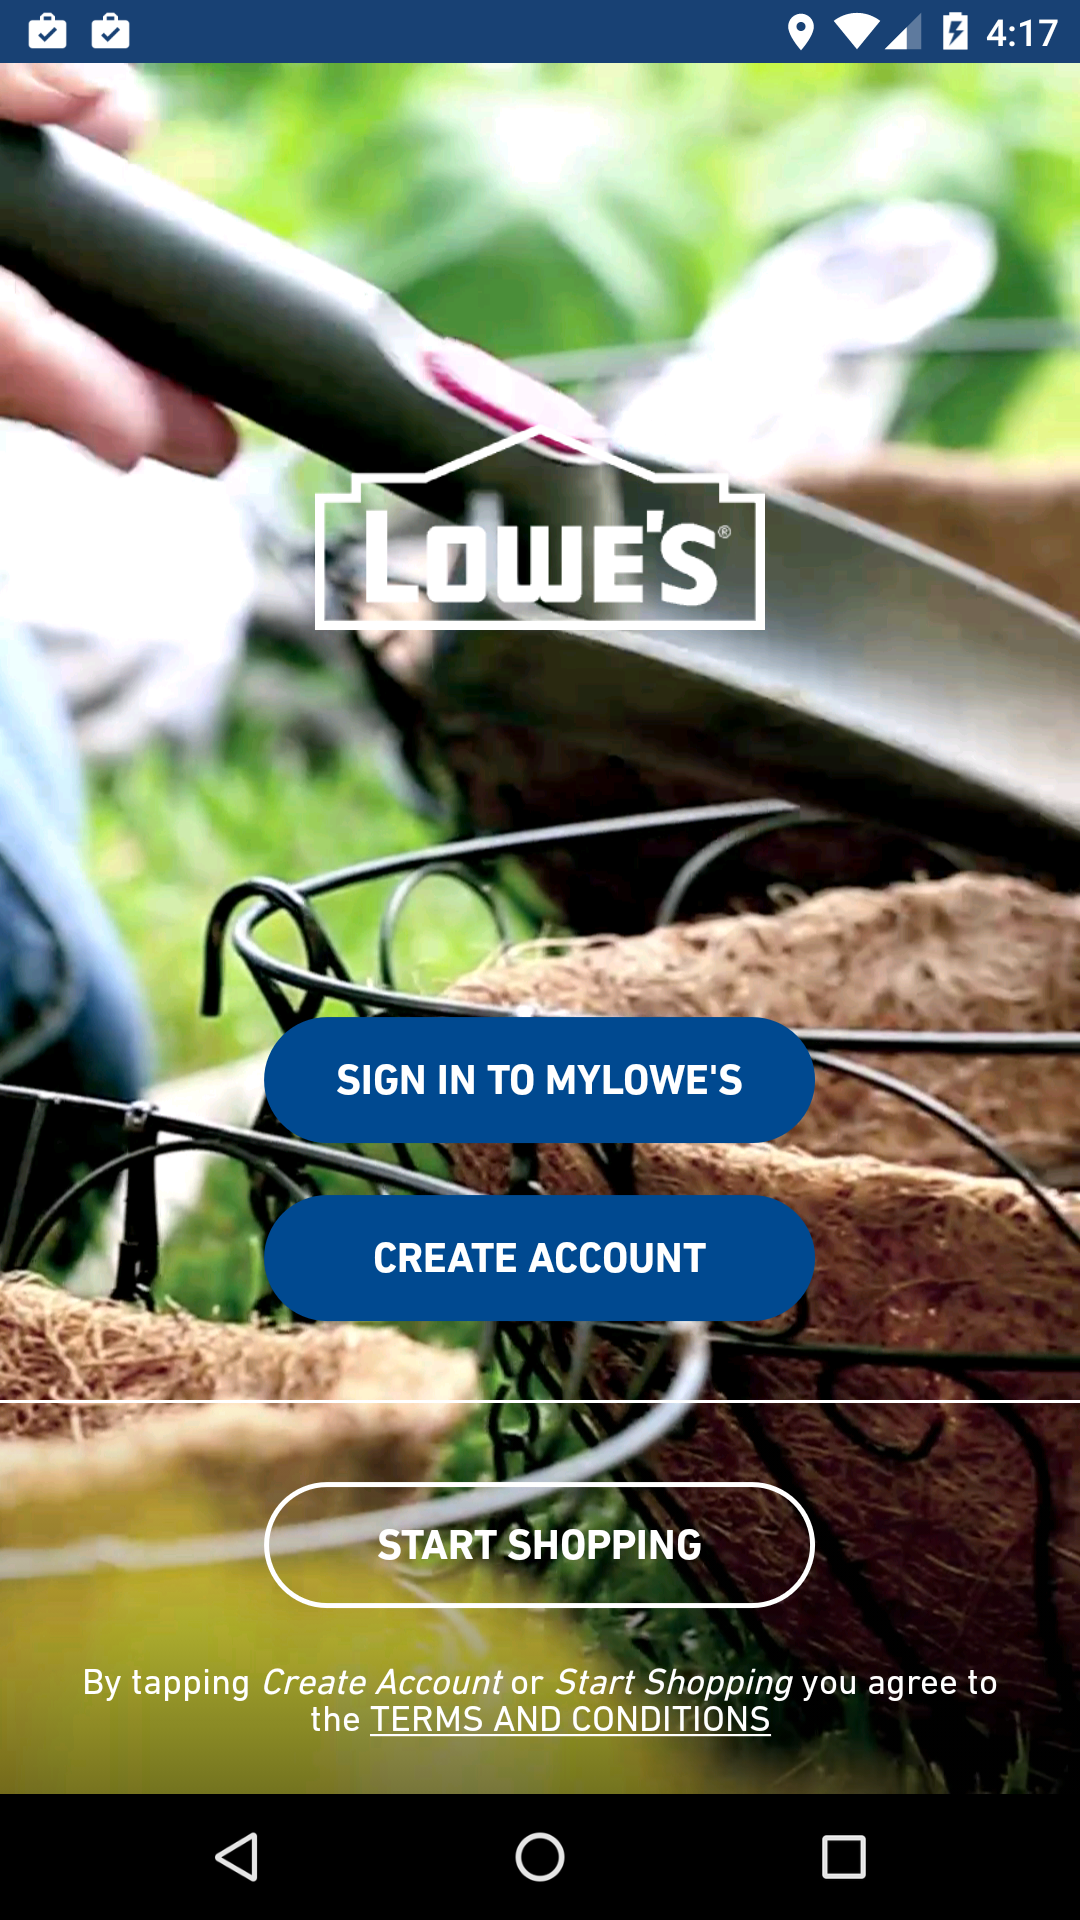 4:17
LOWE'S®
SIGN IN TO MYLOWE'S
CREATE ACCOUNT
START SHOPPING
By tapping Create Account or Start Shopping you agree to
the TERMS AND CONDITIONS